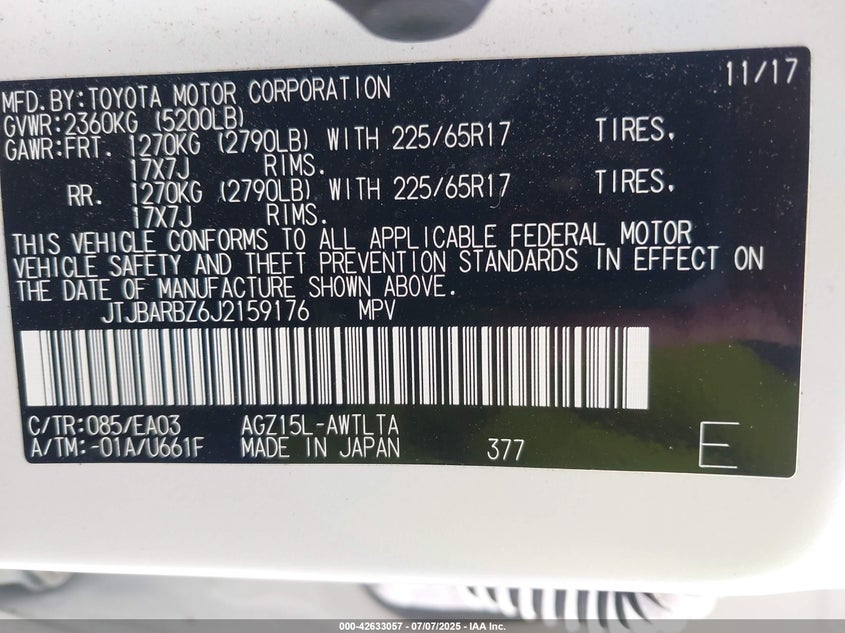 11/17
MFD.BY:TOYOTA MOTOR CORPORATION
GVWR:2360KG (5200LB)
GAWR:FRT. 1270KG (2790LB) WITH 225/65R17 TIRES,
17X7J RIMS.
RR. 1270KG (2790LB) WITH 225/65R17 TIRES,
17X7J RIMS.
THIS VEHICLE CONFORMS TO ALL APPLICABLE FEDERAL MOTOR
VEHICLE SAFETY AND THEFT PREVENTION STANDARDS IN EFFECT ON
THE DATE OF MANUFACTURE SHOWN ABOVE.
JTJBARBZ6J2159176 MPV
C/TR:085/EA03 AGZ15L-AWTLTA
A/TM:-01A/U661F MADE IN JAPAN 377 E
000-42633057 - 07/07/2025 - IAA Inc.